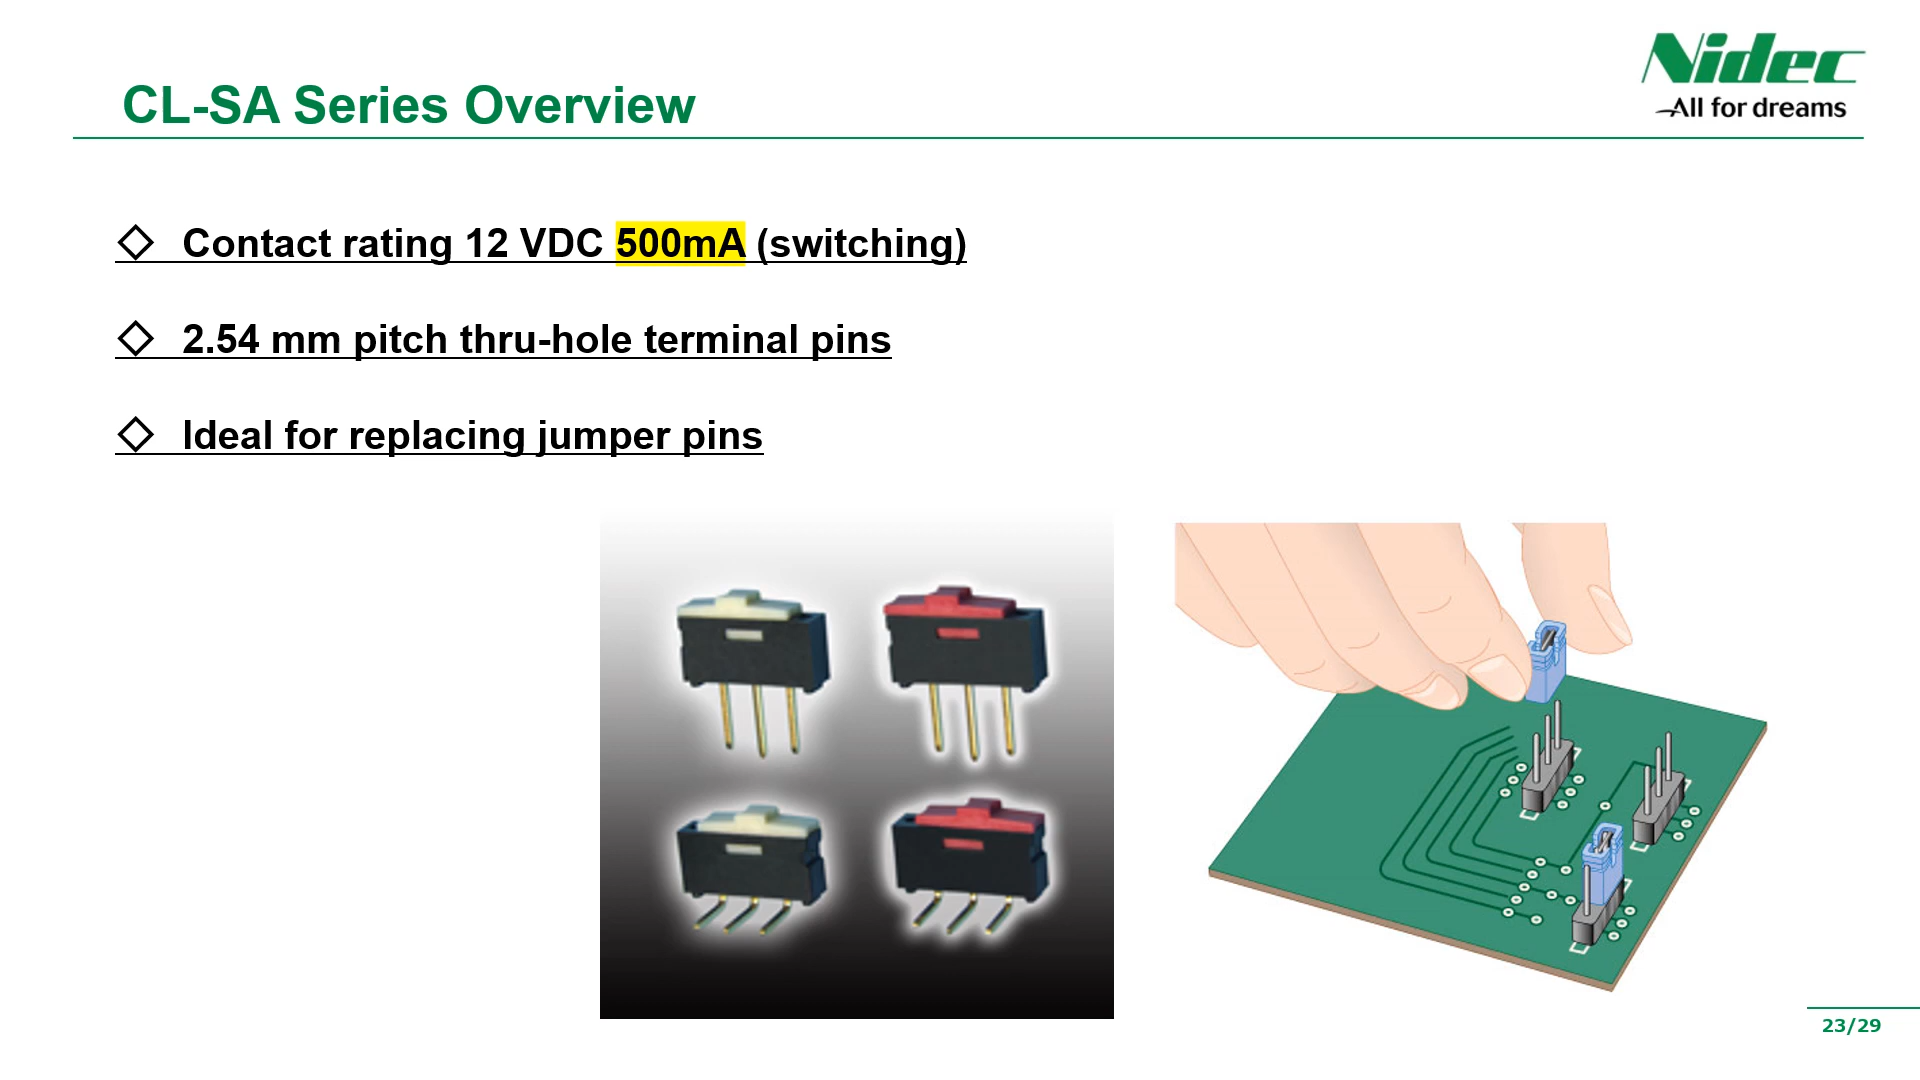 Nidec
All for dreams
CL-SA Series Overview
◇ Contact rating 12 VDC 500mA (switching)
◇ 2.54 mm pitch thru-hole terminal pins
◇ Ideal for replacing jumper pins
23/29